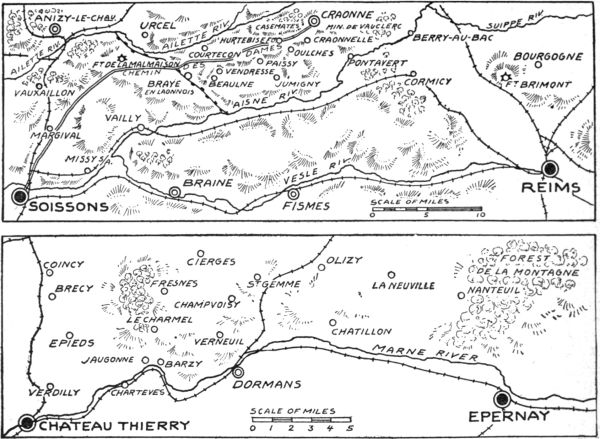 ANIZY-LE-CHAU
URCEL
AILETTE RIV.
CRAONNE
CASEMATES
MIN. DE VAUCLERC
HURTEBISE
COURTECON
DAMES
CRAONNELLE
OULCHES
SUIPPE RIV.
BERRY-AU-BAC
AILETTE RIV.
FT. DE LA MALMAISON
CHEMIN DES
PAISSY
VENDRESSE
BRAYE
EN LAONNOIS
BEAULNE
JUMIGNY
PONTAVERT
BOURGOGNE
VAUXAILLON
CORMICY
FT. BRIMONT
AISNE RIV.
VAILLY
MARGIVAL
MISSY S.A.
VESLE RIV.
BRAINE
REIMS
SOISSONS
FISMES
SCALE OF MILES
0 5 10
CIERGES
OLIZY
FOREST
DE LA MONTAGNE
COINCY
ST GEMME
LA NEUVILLE
BRECY
FRESNES
NANTEUIL
CHAMPVOISY
LE CHARMEL
CHATILLON
EPIEDS
VERNEUIL
JAUGONNE
BARZY
MARNE RIVER
DORMANS
VERDILLY
CHARTEVES
CHATEAU THIERRY
SCALE OF MILES
0 1 2 3 4 5
EPERNAY